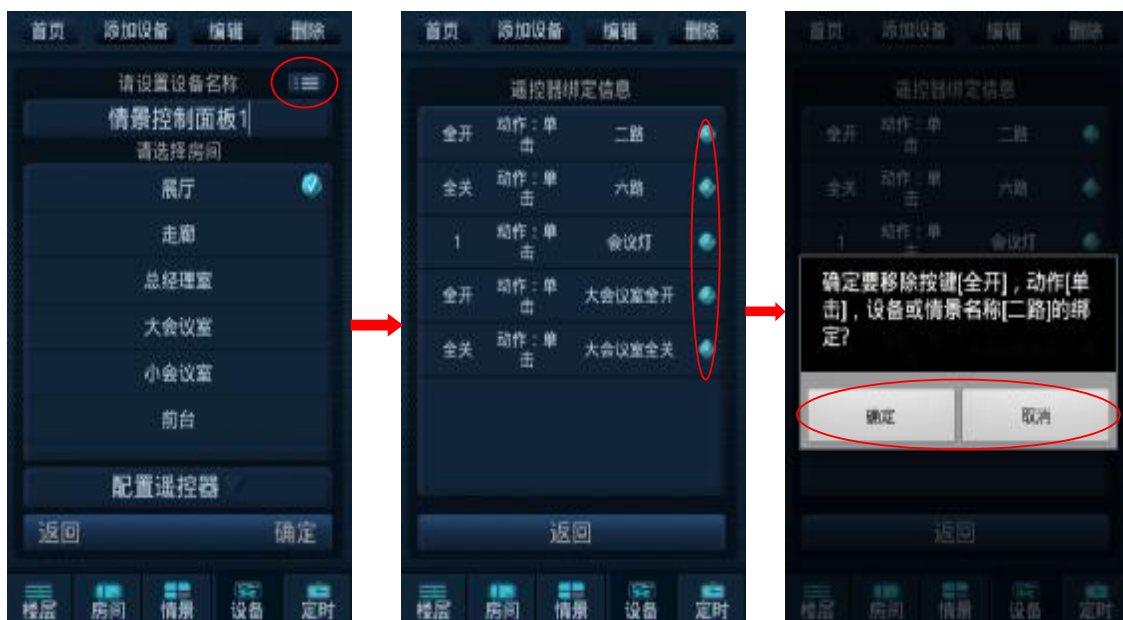 首页 添加设备 编辑 删除
请设置设备名称
情景控制面板1
请选择房间
展厅
走廊
总经理室
大会议室
小会议室
前台
配置遥控器
返回 确定
楼层 房间 情景 设备 定时
首页 添加设备 编辑 删除
遥控器绑定信息
全开 动作：单击 二路
全关 动作：单击 六路
1 动作：单击 会议灯
全开 动作：单击 大会议室全开
全关 动作：单击 大会议室全关
返回
楼层 房间 情景 设备 定时
首页 添加设备 编辑 删除
遥控器绑定信息
全开 动作：单击 二路
全关 动作：单击 六路
1 动作：单击 会议灯
确定要移除按键[全开]，动作[单
击]，设备或情景名称[二路]的绑
定?
确定 取消
返回
楼层 房间 情景 设备 定时